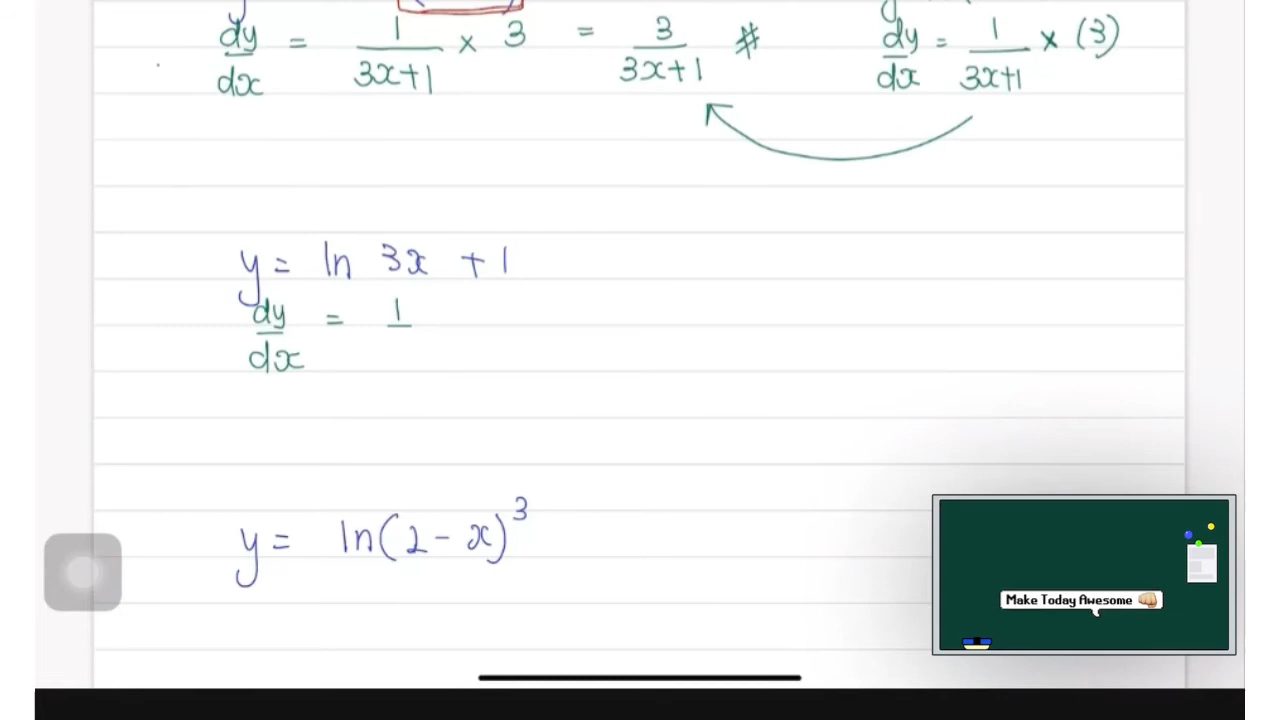 dy/dx = 1/(3x+1) × 3 = 3/(3x+1) #
dy/dx = 1/(3x+1) × (3)
y = ln 3x + 1
dy/dx = 1
y = ln(2 - x)³
Make Today Awesome 👊